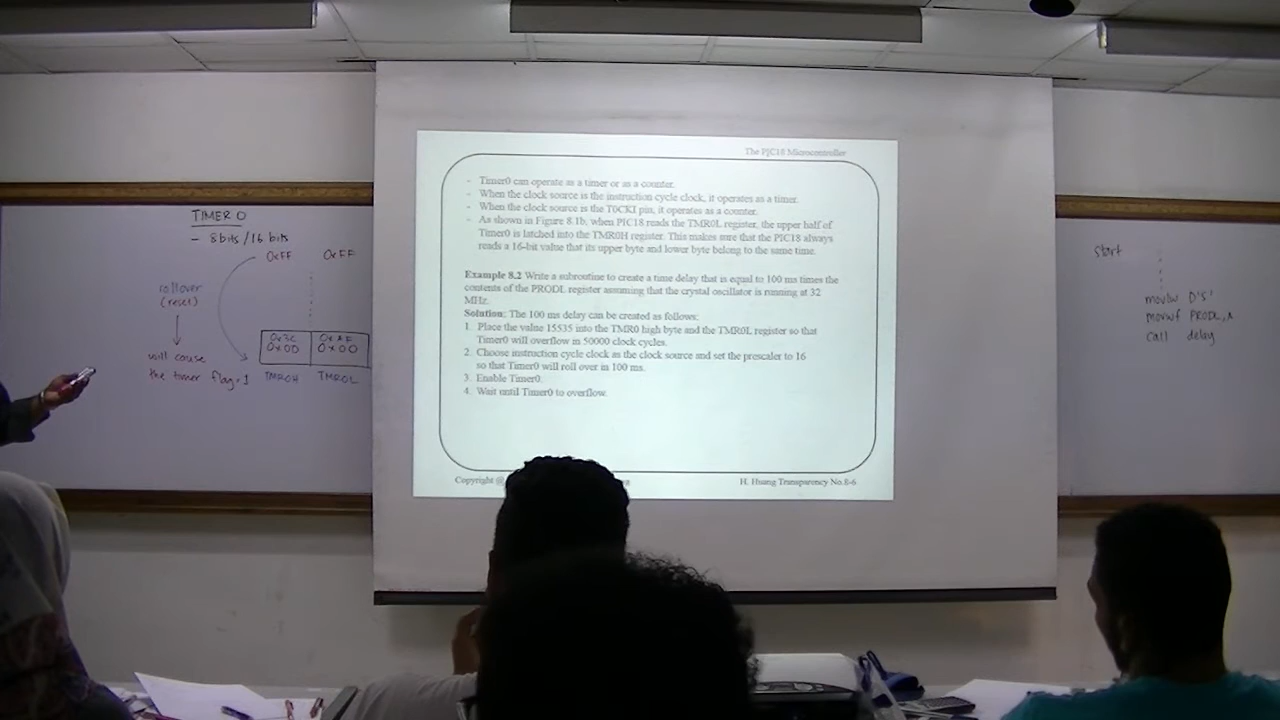 TIMER 0
- 8bits /16 bits
0xFF 0xFF
rollover
(reset)
will cause
the timer flag=1
0x3C 0xAF
0x00 0x00
TMR0H TMR0L
The PIC18 Microcontroller
- Timer0 can operate as a timer or as a counter.
- When the clock source is the instruction cycle clock, it operates as a timer.
- When the clock source is the T0CKI pin, it operates as a counter.
- As shown in Figure 8.1b, when PIC18 reads the TMR0L register, the upper half of
Timer0 is latched into the TMR0H register. This makes sure that the PIC18 always
reads a 16-bit value that its upper byte and lower byte belong to the same time.
Example 8.2 Write a subroutine to create a time delay that is equal to 100 ms times the
contents of the PRODL register assuming that the crystal oscillator is running at 32
MHz.
Solution: The 100 ms delay can be created as follows:
1. Place the value 15535 into the TMR0 high byte and the TMR0L register so that
Timer0 will overflow in 50000 clock cycles.
2. Choose instruction cycle clock as the clock source and set the prescaler to 16
so that Timer0 will roll over in 100 ms.
3. Enable Timer0.
4. Wait until Timer0 to overflow.
Copyright @
H. Huang Transparency No.8-6
start
movlw D'5'
movwf PRODL,A
call delay